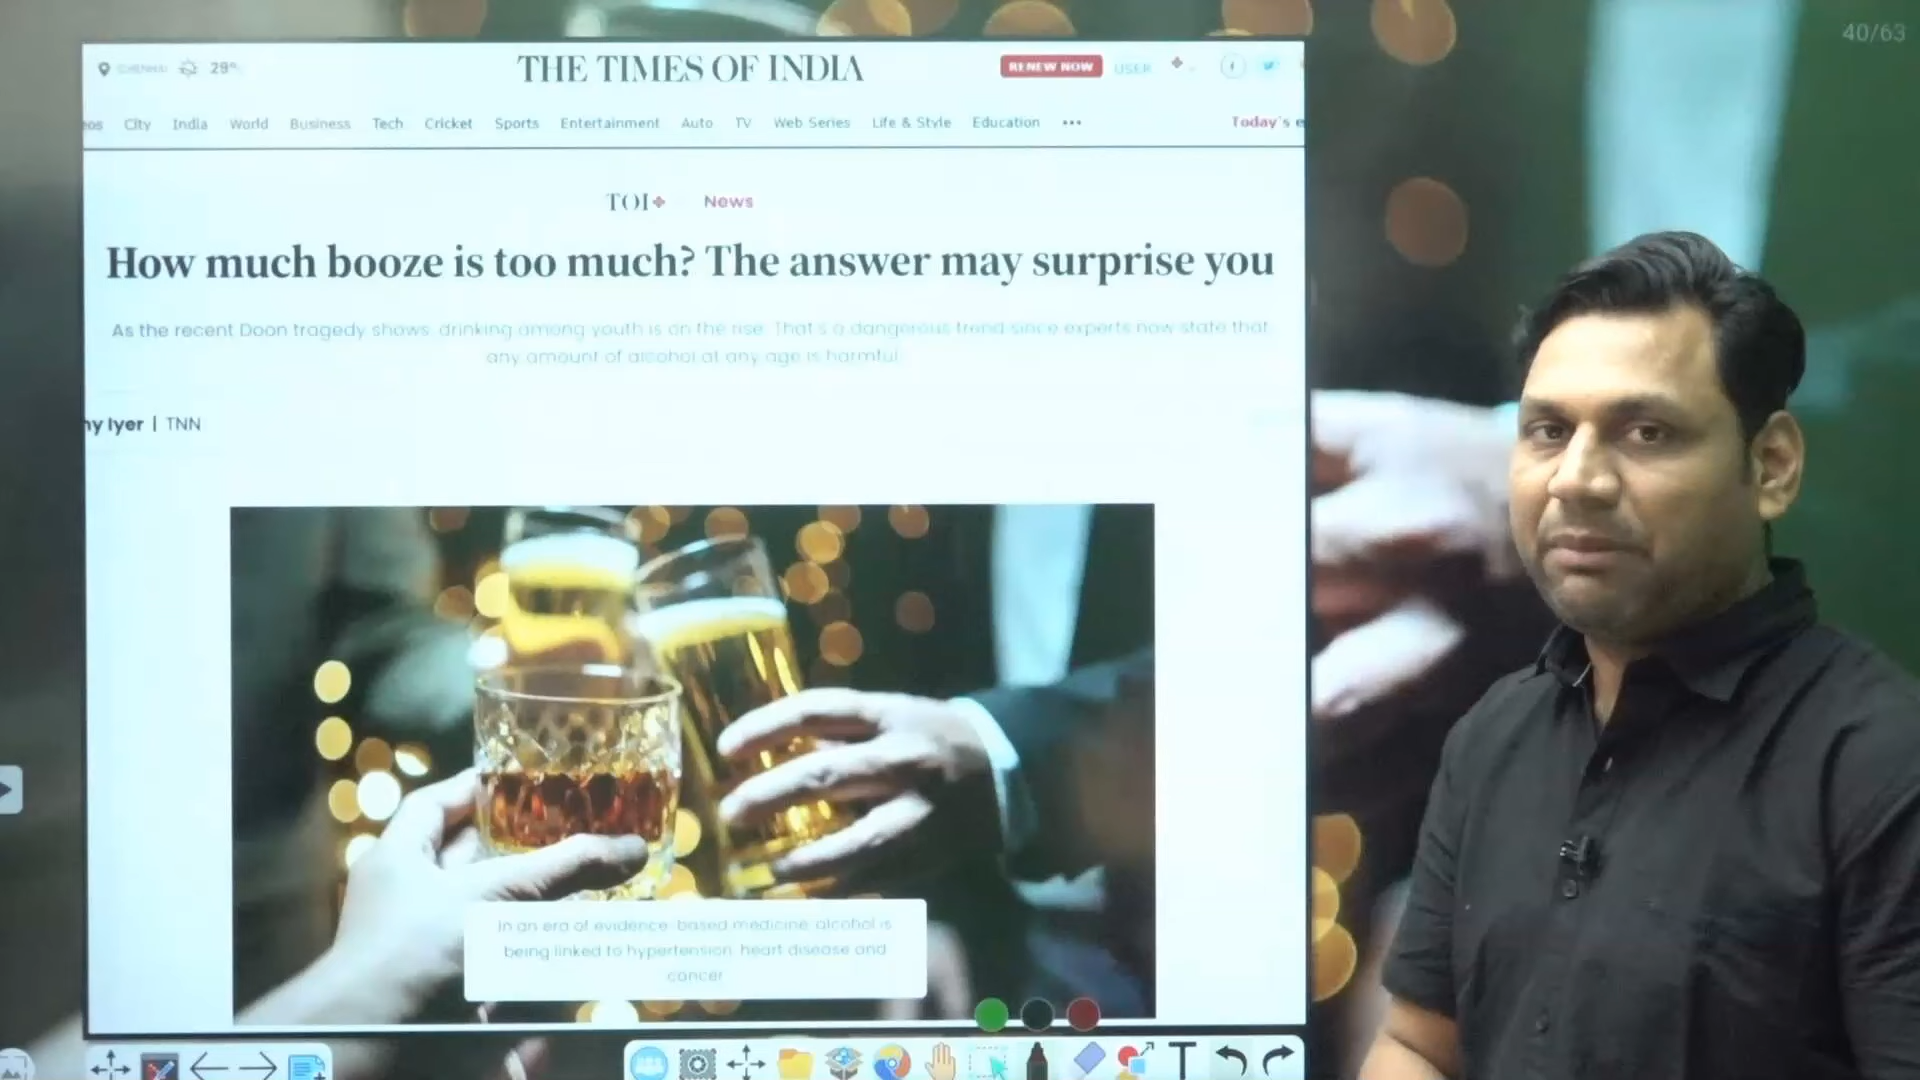 40/63
CHENNAI 29°
THE TIMES OF INDIA
RENEW NOW USER
City India World Business Tech Cricket Sports Entertainment Auto TV Web Series Life & Style Education ••• Today's
TOI+ News
How much booze is too much? The answer may surprise you
As the recent Doon tragedy shows, drinking among youth is on the rise. That's a dangerous trend since experts now state that
any amount of alcohol at any age is harmful
Iyer | TNN
In an era of evidence-based medicine, alcohol is
being linked to hypertension, heart disease and
cancer
T